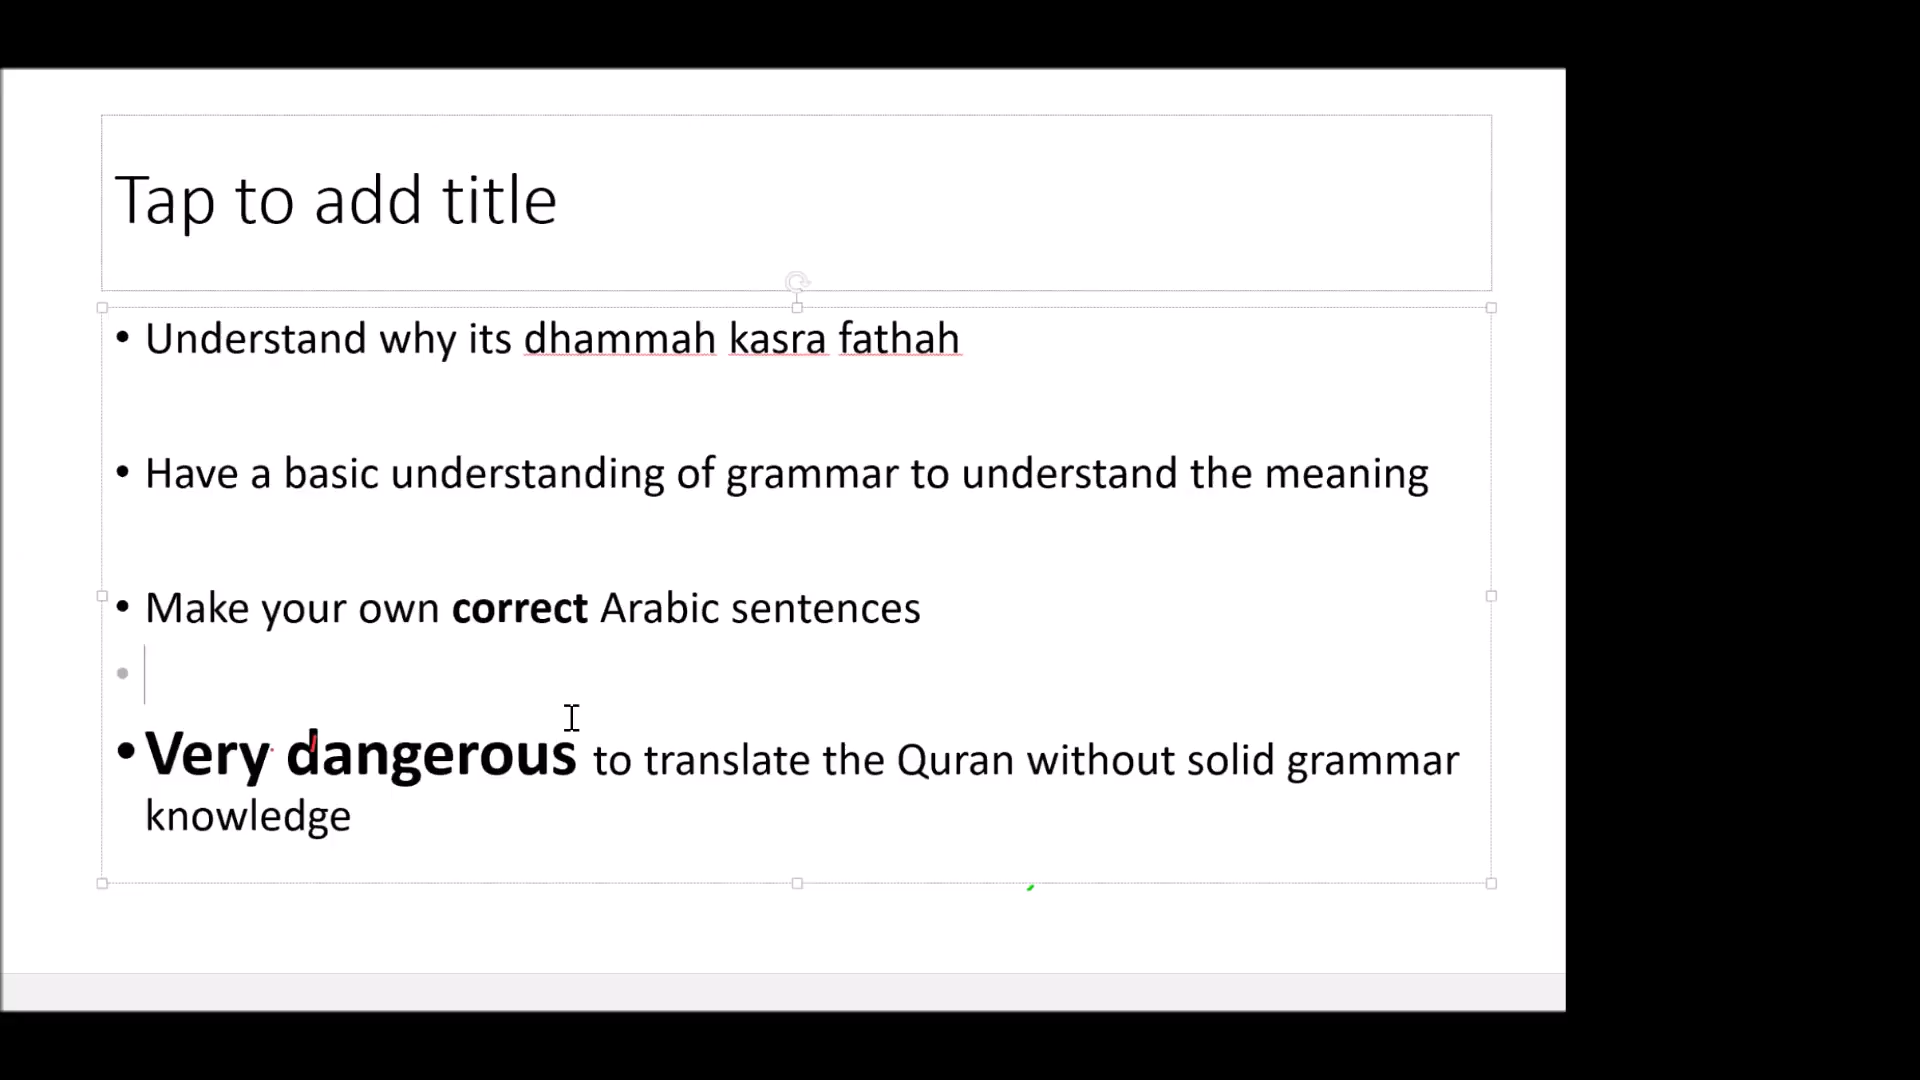 Tap to add title
• Understand why its dhammah kasra fathah
• Have a basic understanding of grammar to understand the meaning
• Make your own correct Arabic sentences
•
• Very dangerous to translate the Quran without solid grammar
knowledge